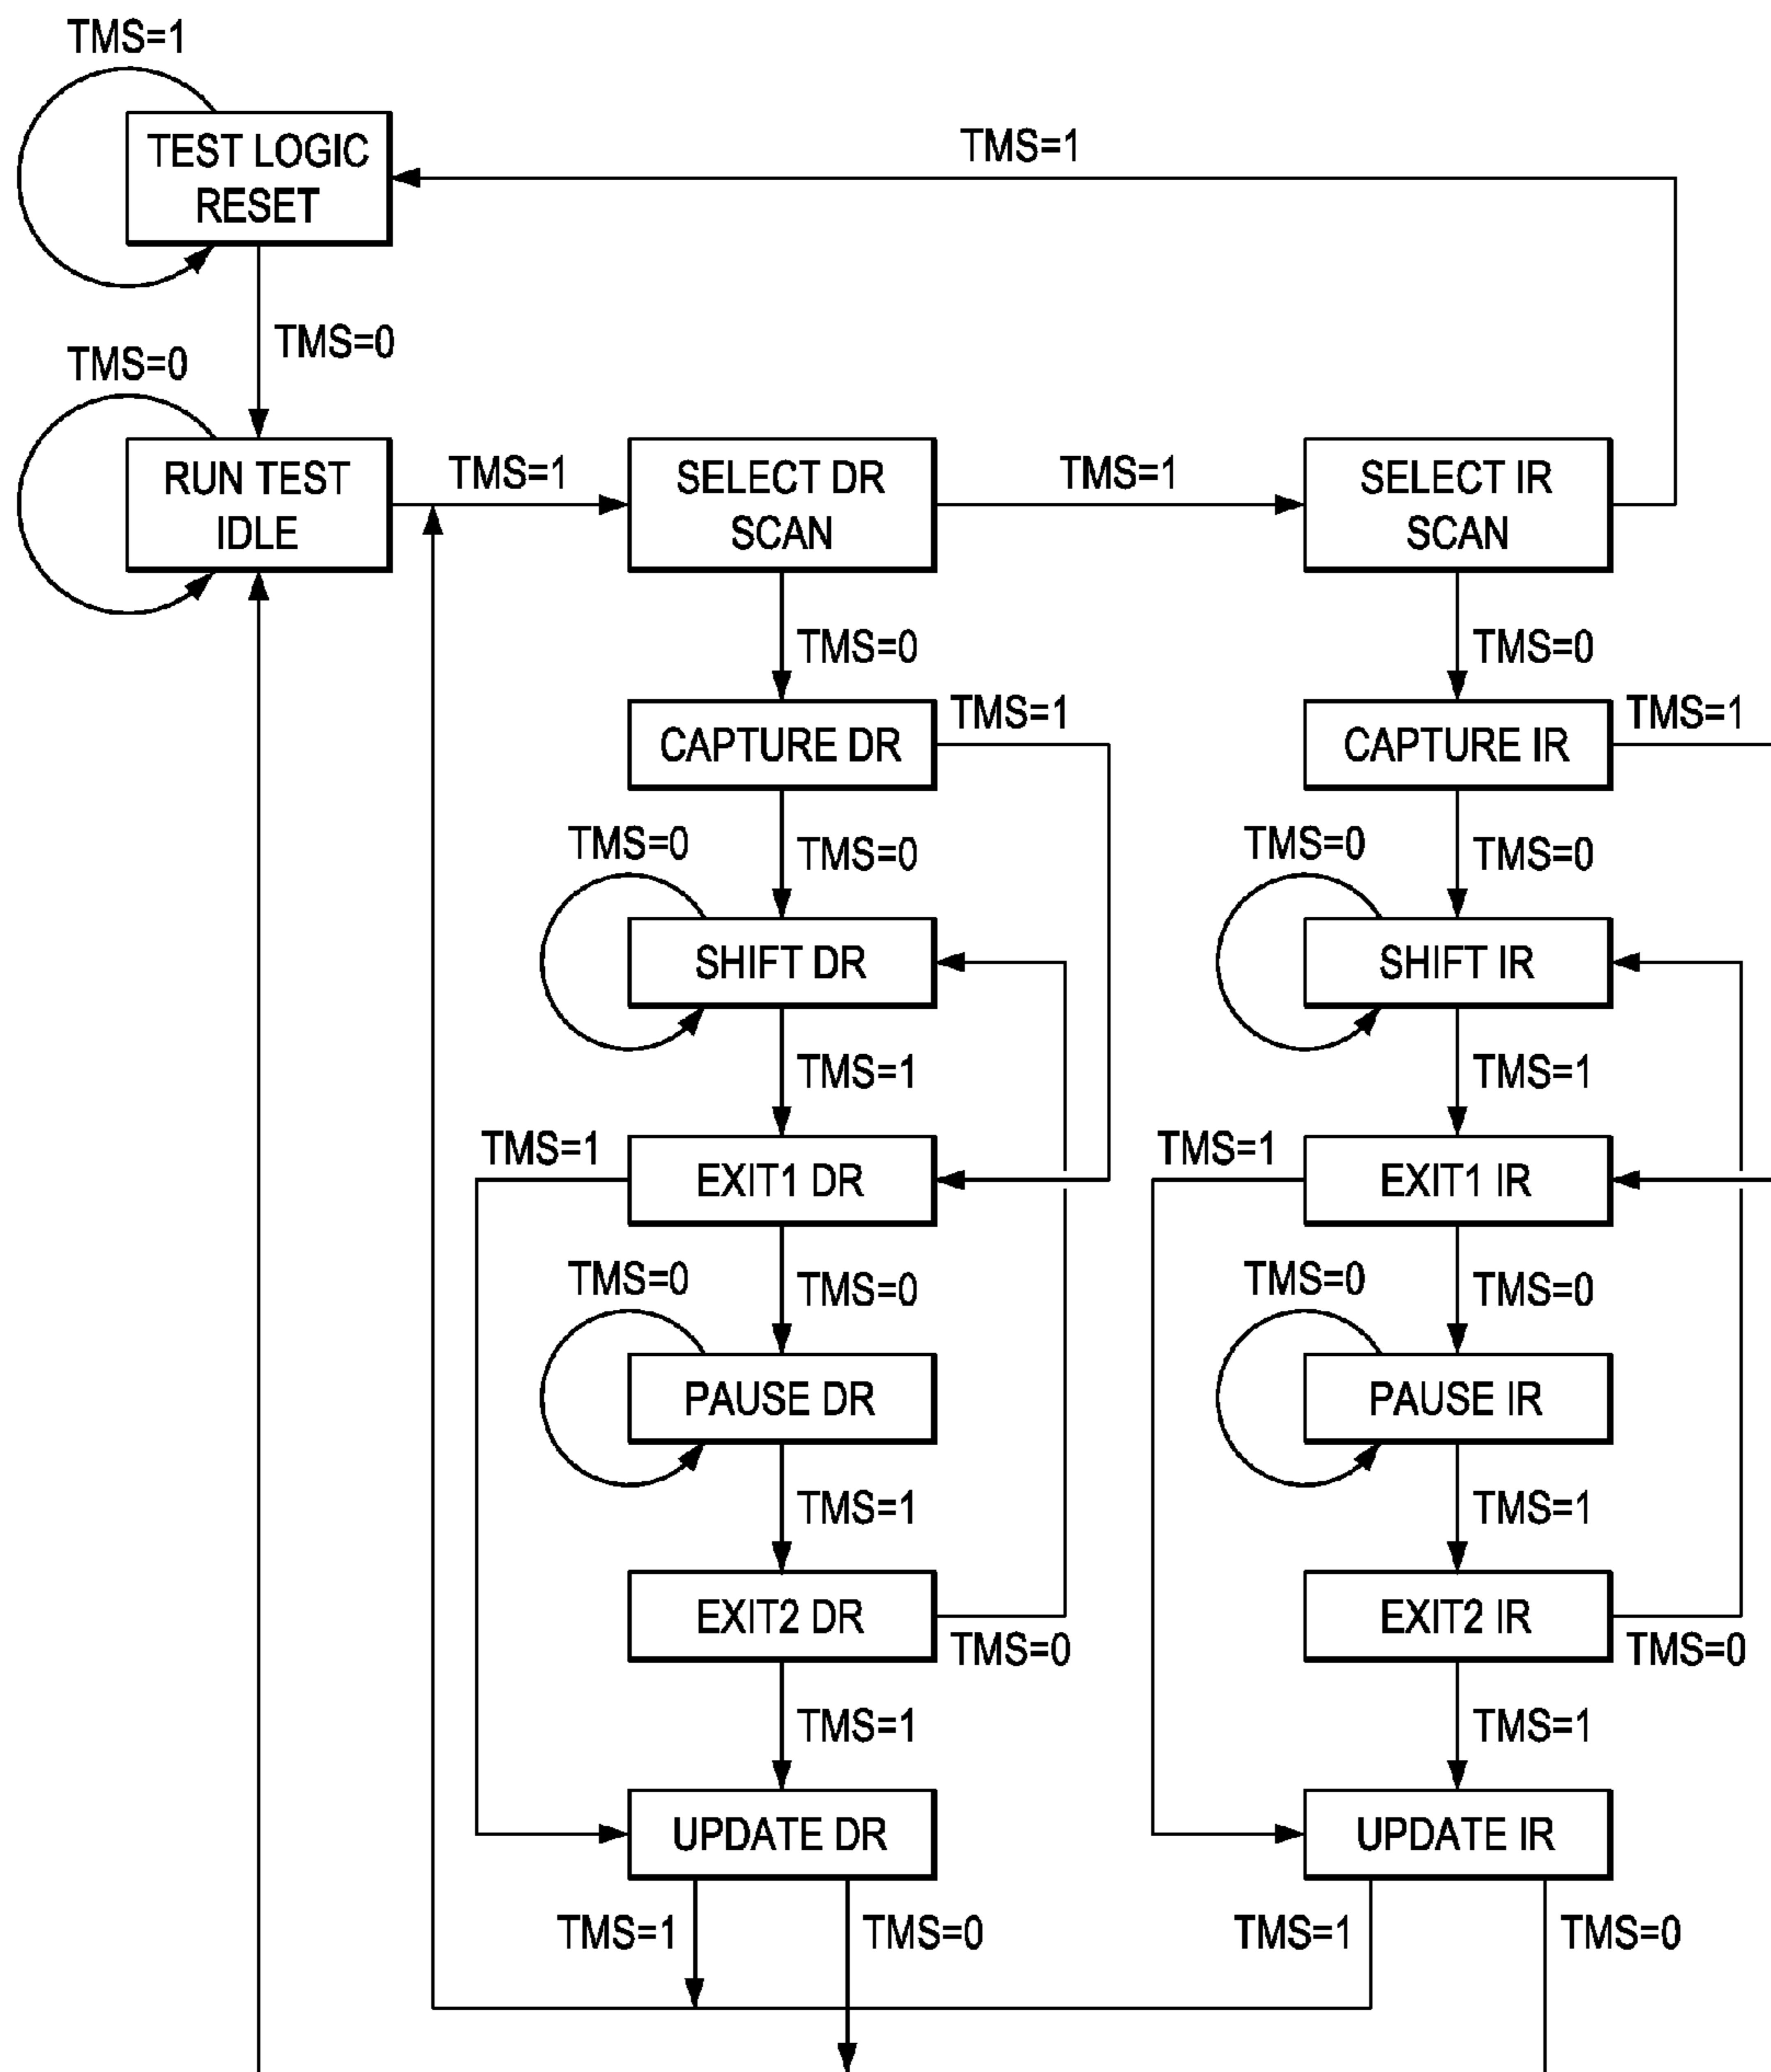 TMS=1
TEST LOGIC
RESET
TMS=1
TMS=0
TMS=0
RUN TEST
IDLE
TMS=1
SELECT DR
SCAN
TMS=1
SELECT IR
SCAN
TMS=0
TMS=0
CAPTURE DR
TMS=1
CAPTURE IR
TMS=1
TMS=0
TMS=0
TMS=0
TMS=0
SHIFT DR
SHIFT IR
TMS=1
TMS=1
TMS=1
EXIT1 DR
TMS=1
EXIT1 IR
TMS=0
TMS=0
TMS=0
TMS=0
PAUSE DR
PAUSE IR
TMS=1
TMS=1
EXIT2 DR
TMS=0
EXIT2 IR
TMS=0
TMS=1
TMS=1
UPDATE DR
UPDATE IR
TMS=1
TMS=0
TMS=1
TMS=0